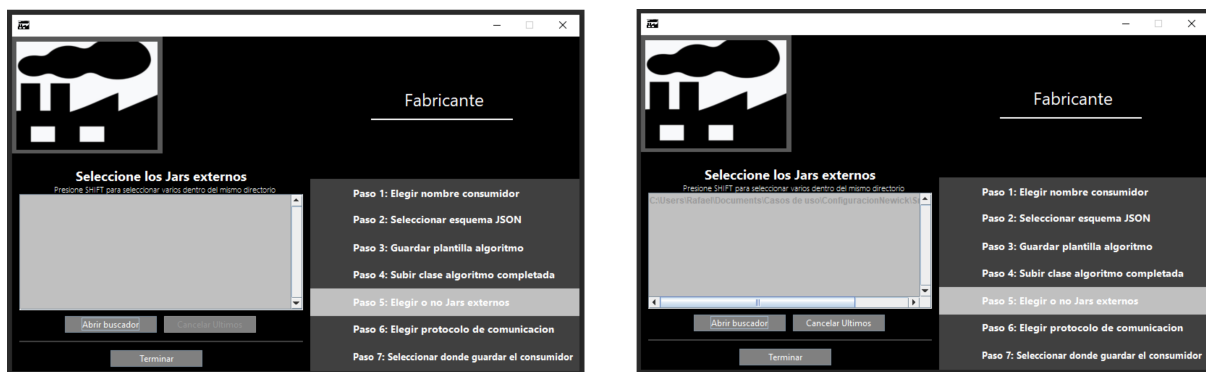 Fabricante
Seleccione los Jars externos
Presione SHIFT para seleccionar varios dentro del mismo directorio
Abrir buscador
Cancelar Ultimos
Terminar
Paso 1: Elegir nombre consumidor
Paso 2: Seleccionar esquema JSON
Paso 3: Guardar plantilla algoritmo
Paso 4: Subir clase algoritmo completada
Paso 5: Elegir o no Jars externos
Paso 6: Elegir protocolo de comunicacion
Paso 7: Seleccionar donde guardar el consumidor
Fabricante
Seleccione los Jars externos
Presione SHIFT para seleccionar varios dentro del mismo directorio
C:\Users\Rafael\Documents\Casos de uso\ConfiguracionNewick\
Abrir buscador
Cancelar Ultimos
Terminar
Paso 1: Elegir nombre consumidor
Paso 2: Seleccionar esquema JSON
Paso 3: Guardar plantilla algoritmo
Paso 4: Subir clase algoritmo completada
Paso 5: Elegir o no Jars externos
Paso 6: Elegir protocolo de comunicacion
Paso 7: Seleccionar donde guardar el consumidor